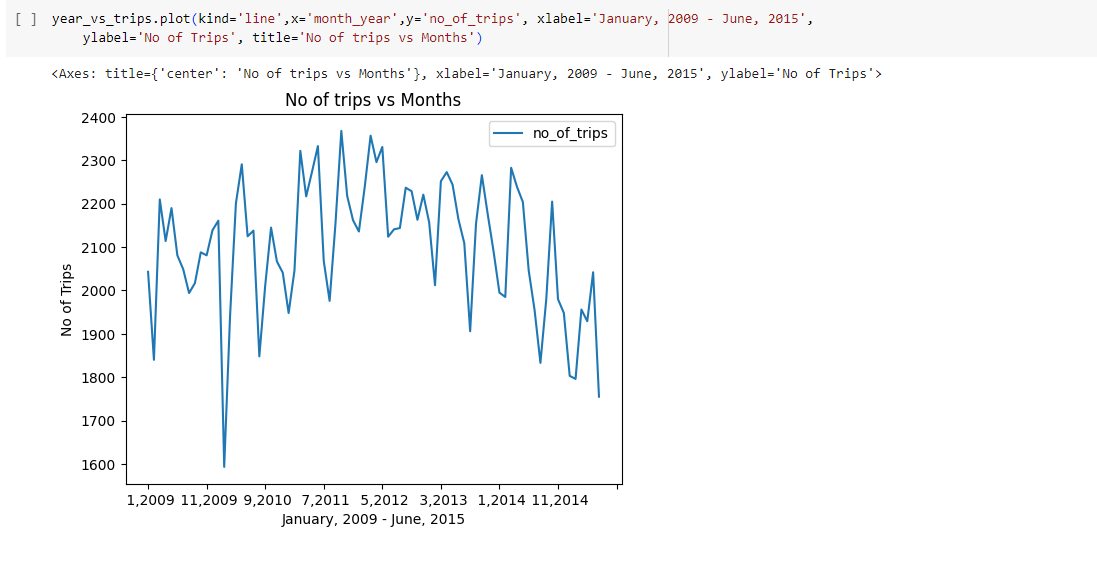 [ ] year_vs_trips.plot(kind='line',x='month_year',y='no_of_trips', xlabel='January, 2009 - June, 2015',
ylabel='No of Trips', title='No of trips vs Months')
<Axes: title={'center': 'No of trips vs Months'}, xlabel='January, 2009 - June, 2015', ylabel='No of Trips'>
No of trips vs Months
no_of_trips
2400
2300
2200
2100
2000
1900
1800
1700
1600
No of Trips
1,2009 11,2009 9,2010 7,2011 5,2012 3,2013 1,2014 11,2014
January, 2009 - June, 2015